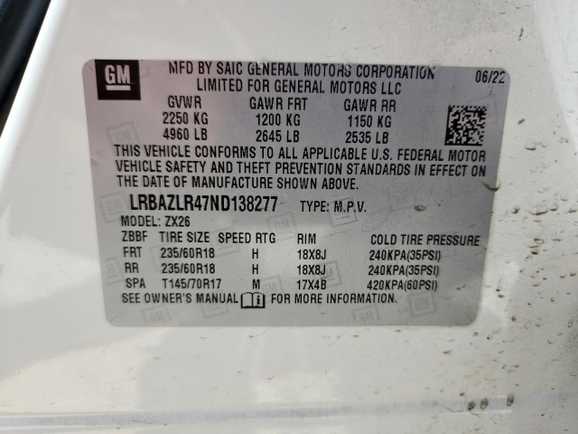 GM
MFD BY SAIC GENERAL MOTORS CORPORATION 06/22
LIMITED FOR GENERAL MOTORS LLC
GVWR GAWR FRT GAWR RR
2250 KG 1200 KG 1150 KG
4960 LB 2645 LB 2535 LB
THIS VEHICLE CONFORMS TO ALL APPLICABLE U.S. FEDERAL MOTOR
VEHICLE SAFETY AND THEFT PREVENTION STANDARDS IN EFFECT ON
THE DATE OF MANUFACTURE SHOWN ABOVE.
LRBAZLR47ND138277 TYPE: M.P.V.
MODEL: ZX26
ZBBF TIRE SIZE SPEED RTG RIM COLD TIRE PRESSURE
FRT 235/60R18 H 18X8J 240KPA(35PSI)
RR 235/60R18 H 18X8J 240KPA(35PSI)
SPA T145/70R17 M 17X4B 420KPA(60PSI)
SEE OWNER'S MANUAL FOR MORE INFORMATION